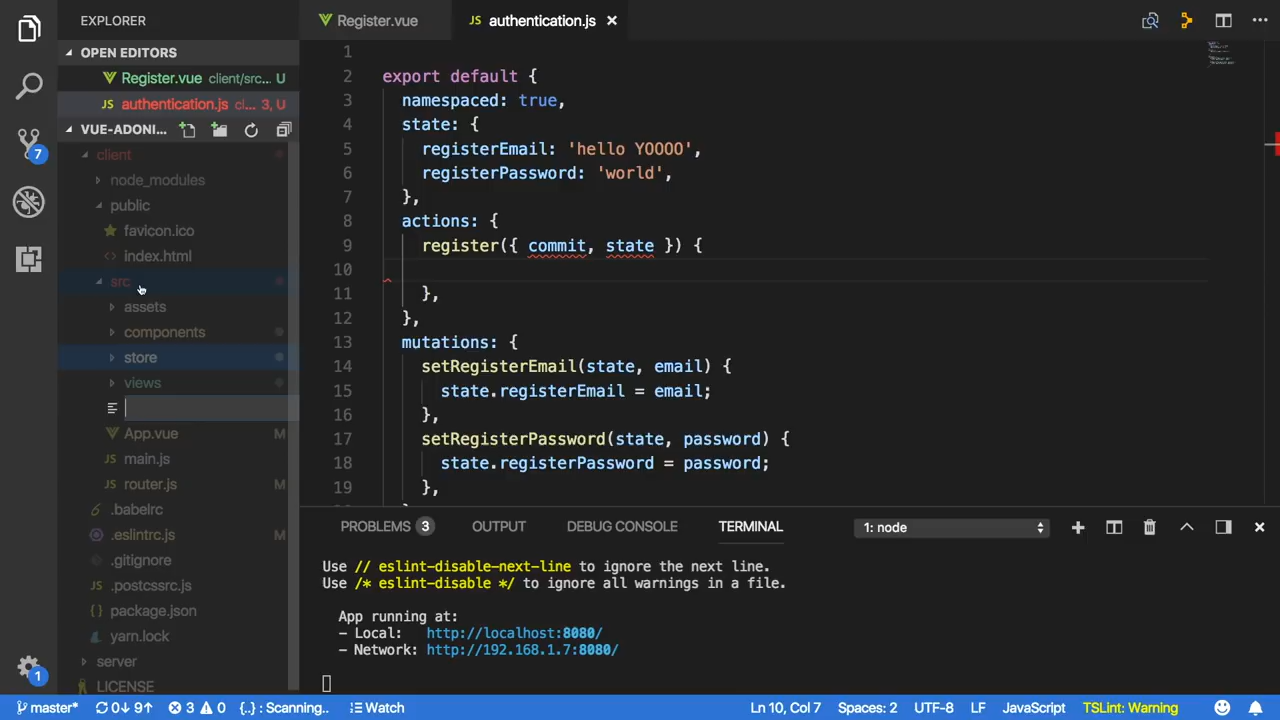 EXPLORER
OPEN EDITORS
Register.vue client/src... U
JS authentication.js cl... 3, U
VUE-ADONI...
client
node_modules
public
favicon.ico
<> index.html
src
assets
components
store
views
App.vue M
JS main.js
JS router.js M
.babelrc
.eslintrc.js M
.gitignore
JS .postcssrc.js
{} package.json
yarn.lock
server
LICENSE
7
1
Register.vue
JS authentication.js
1
2 export default {
3 namespaced: true,
4 state: {
5 registerEmail: 'hello YOOOO',
6 registerPassword: 'world',
7 },
8 actions: {
9 register({ commit, state }) {
10
11 },
12 },
13 mutations: {
14 setRegisterEmail(state, email) {
15 state.registerEmail = email;
16 },
17 setRegisterPassword(state, password) {
18 state.registerPassword = password;
19 },
PROBLEMS 3 OUTPUT DEBUG CONSOLE TERMINAL 1: node
Use // eslint-disable-next-line to ignore the next line.
Use /* eslint-disable */ to ignore all warnings in a file.
App running at:
- Local: http://localhost:8080/
- Network: http://192.168.1.7:8080/
master* 0↓ 9↑ 3 0 {..} : Scanning.. Watch Ln 10, Col 7 Spaces: 2 UTF-8 LF JavaScript TSLint: Warning